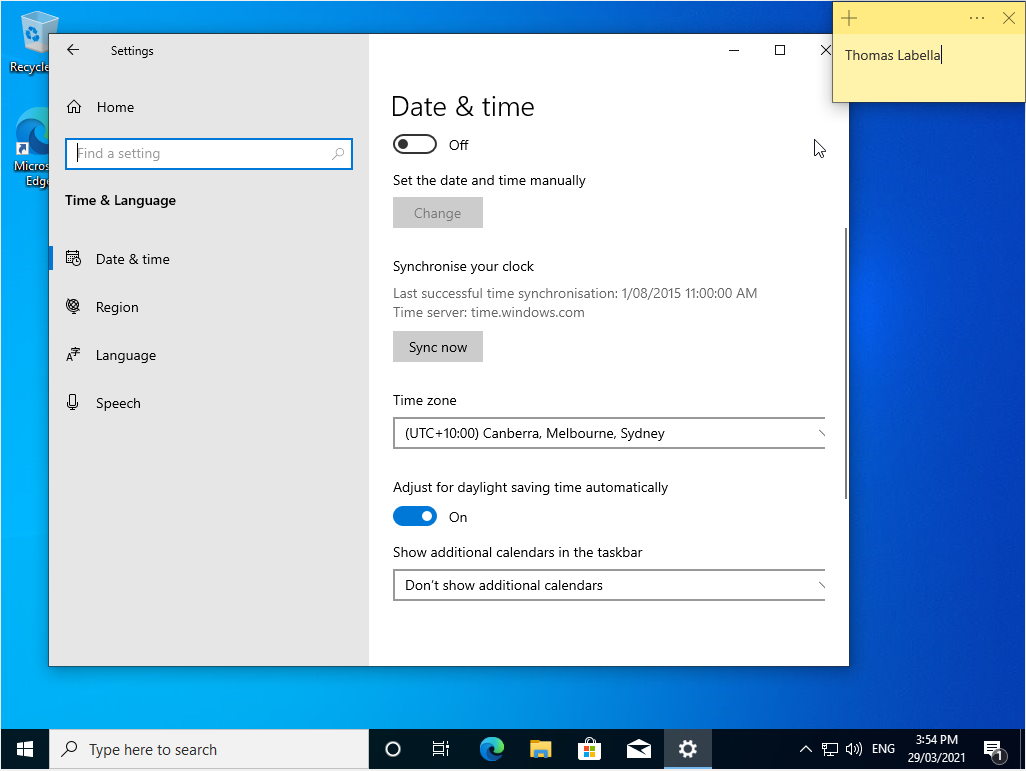 Recycle
Micros
Edge
Settings
Home
Find a setting
Time & Language
Date & time
Region
Language
Speech
Date & time
Off
Set the date and time manually
Change
Synchronise your clock
Last successful time synchronisation: 1/08/2015 11:00:00 AM
Time server: time.windows.com
Sync now
Time zone
(UTC+10:00) Canberra, Melbourne, Sydney
Adjust for daylight saving time automatically
On
Show additional calendars in the taskbar
Don't show additional calendars
Thomas Labella
Type here to search
ENG
3:54 PM
29/03/2021
1